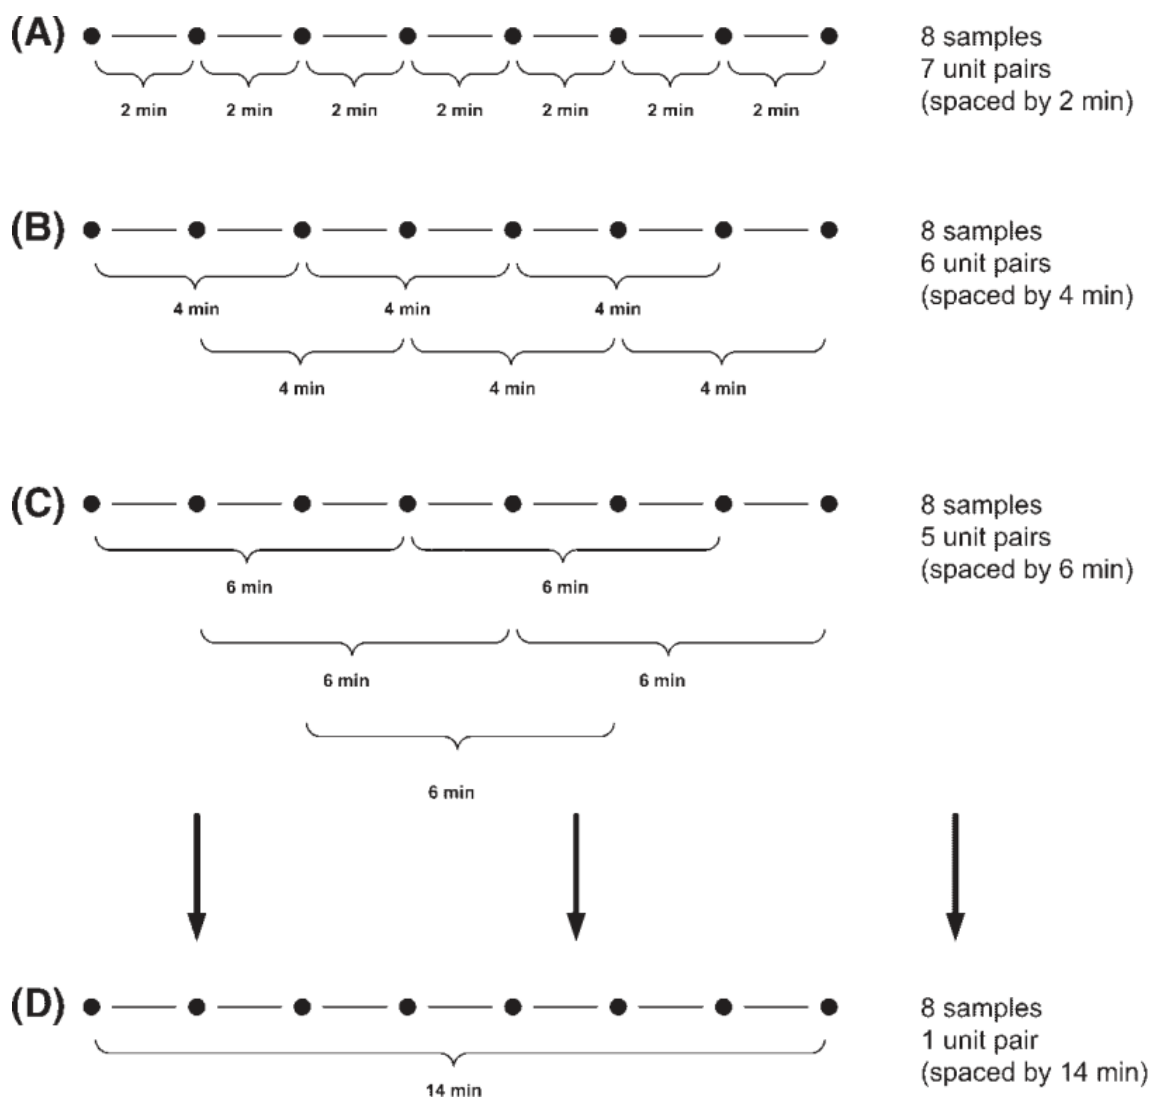 (A)
8 samples
7 unit pairs
(spaced by 2 min)
2 min 2 min 2 min 2 min 2 min 2 min 2 min
(B)
8 samples
6 unit pairs
(spaced by 4 min)
4 min 4 min 4 min
4 min 4 min 4 min
(C)
8 samples
5 unit pairs
(spaced by 6 min)
6 min 6 min
6 min 6 min
6 min
(D)
8 samples
1 unit pair
(spaced by 14 min)
14 min